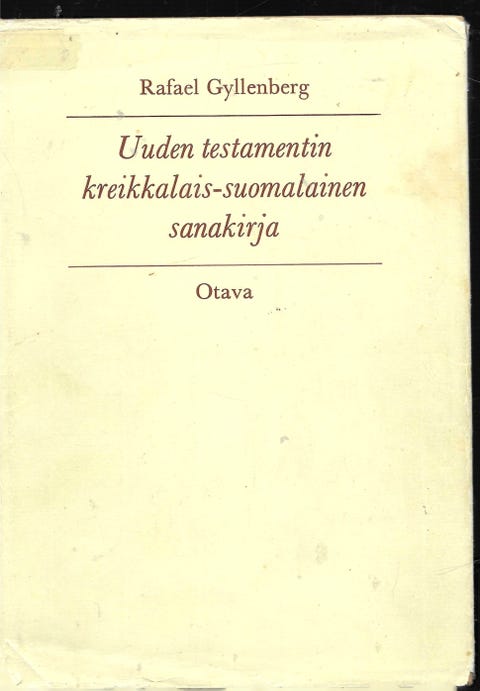 Rafael Gyllenberg
Uuden testamentin
kreikkalais-suomalainen
sanakirja
Otava